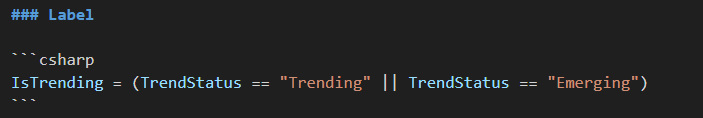 ### Label
```csharp
IsTrending = (TrendStatus == "Trending" || TrendStatus == "Emerging")
```